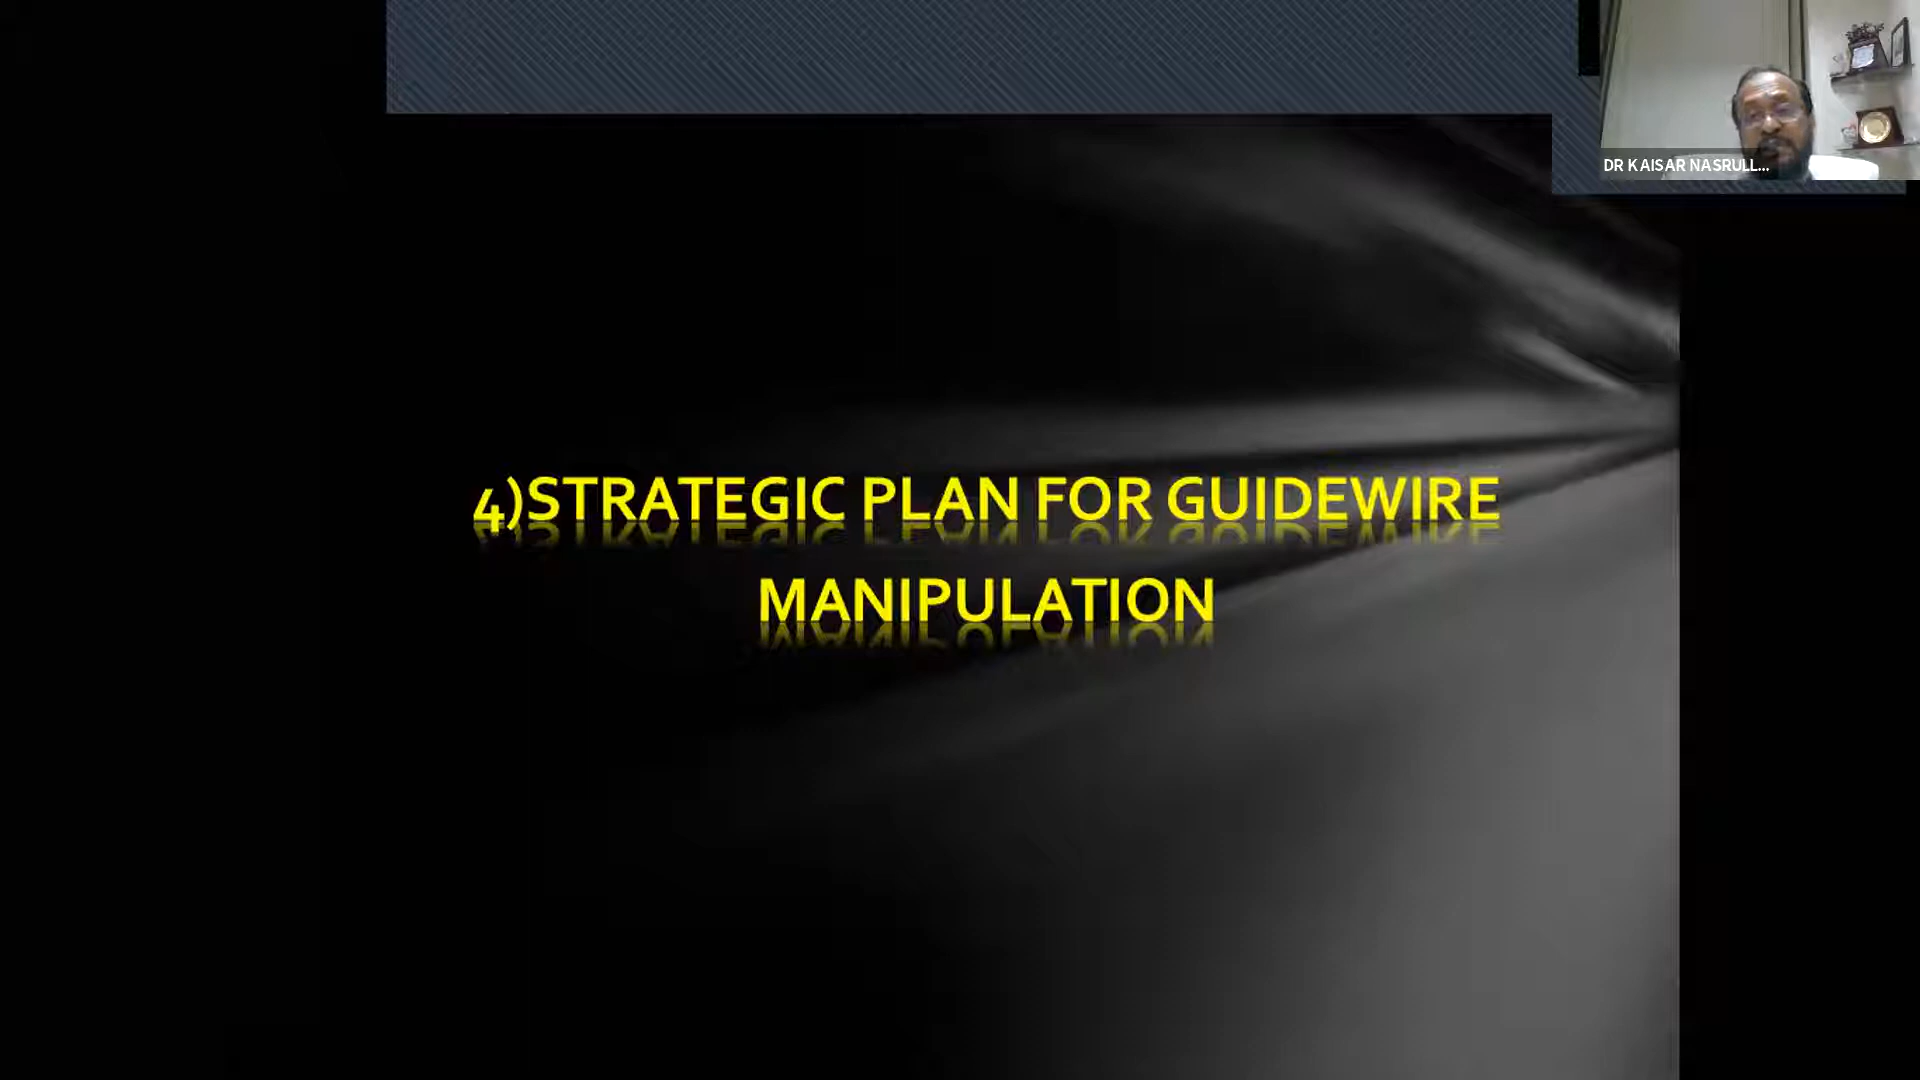 DR KAISAR NASRULL...
4)STRATEGIC PLAN FOR GUIDEWIRE
MANIPULATION